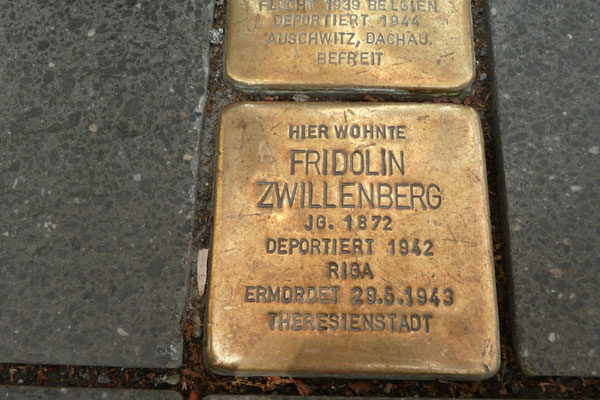 FLUCHT 1939 BELGIEN
DEPORTIERT 1944
AUSCHWITZ, DACHAU.
BEFREIT
HIER WOHNTE
FRIDOLIN
ZWILLENBERG
JG. 1872
DEPORTIERT 1942
RIGA
ERMORDET 29.5.1943
THERESIENSTADT